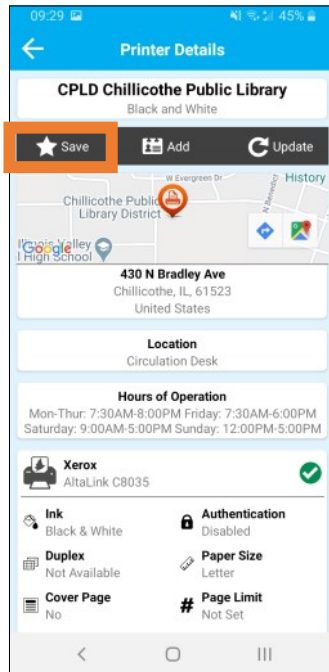 09:29 45%
Printer Details
CPLD Chillicothe Public Library
Black and White
Save Add Update
W Evergreen Dr
N Benedict
History
Chillicothe Public
Library District
Illinois Valley
High School
Google
430 N Bradley Ave
Chillicothe, IL, 61523
United States
Location
Circulation Desk
Hours of Operation
Mon-Thur: 7:30AM-8:00PM Friday: 7:30AM-6:00PM
Saturday: 9:00AM-5:00PM Sunday: 12:00PM-5:00PM
Xerox
AltaLink C8035
Ink
Black & White
Authentication
Disabled
Duplex
Not Available
Paper Size
Letter
Cover Page
No
# Page Limit
Not Set